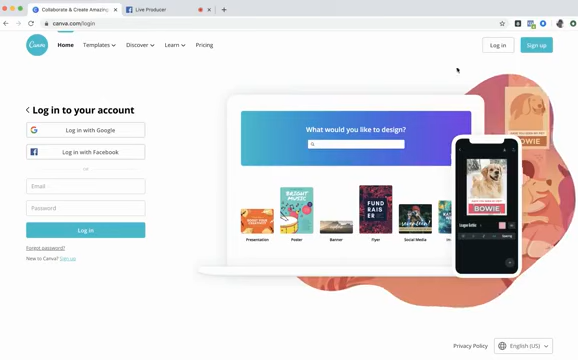 Collaborate & Create Amazing
Live Producer
canva.com/login
Canva
Home
Templates
Discover
Learn
Pricing
Log in
Sign up
Log in to your account
Log in with Google
Log in with Facebook
or
Email
Password
Log in
Forgot password?
New to Canva? Sign up
What would you like to design?
BRIGHT
MUSIC
FUND
RAISER
Presentation
Poster
Banner
Flyer
Social Media
BOWIE
BOWIE
Privacy Policy
English (US)